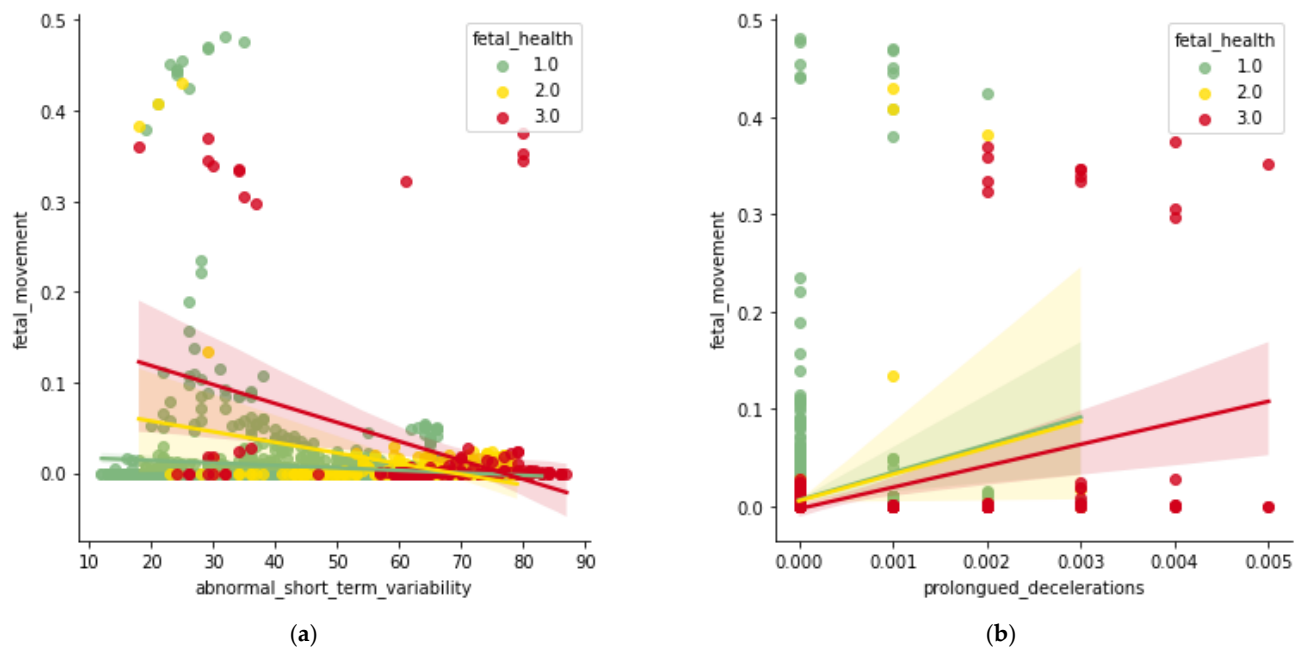 0.5
0.4
0.3
0.2
0.1
0.0
fetal_movement
10 20 30 40 50 60 70 80 90
abnormal_short_term_variability
fetal_health
1.0
2.0
3.0
(a)
0.5
0.4
0.3
0.2
0.1
0.0
fetal_movement
0.000 0.001 0.002 0.003 0.004 0.005
prolongued_decelerations
fetal_health
1.0
2.0
3.0
(b)